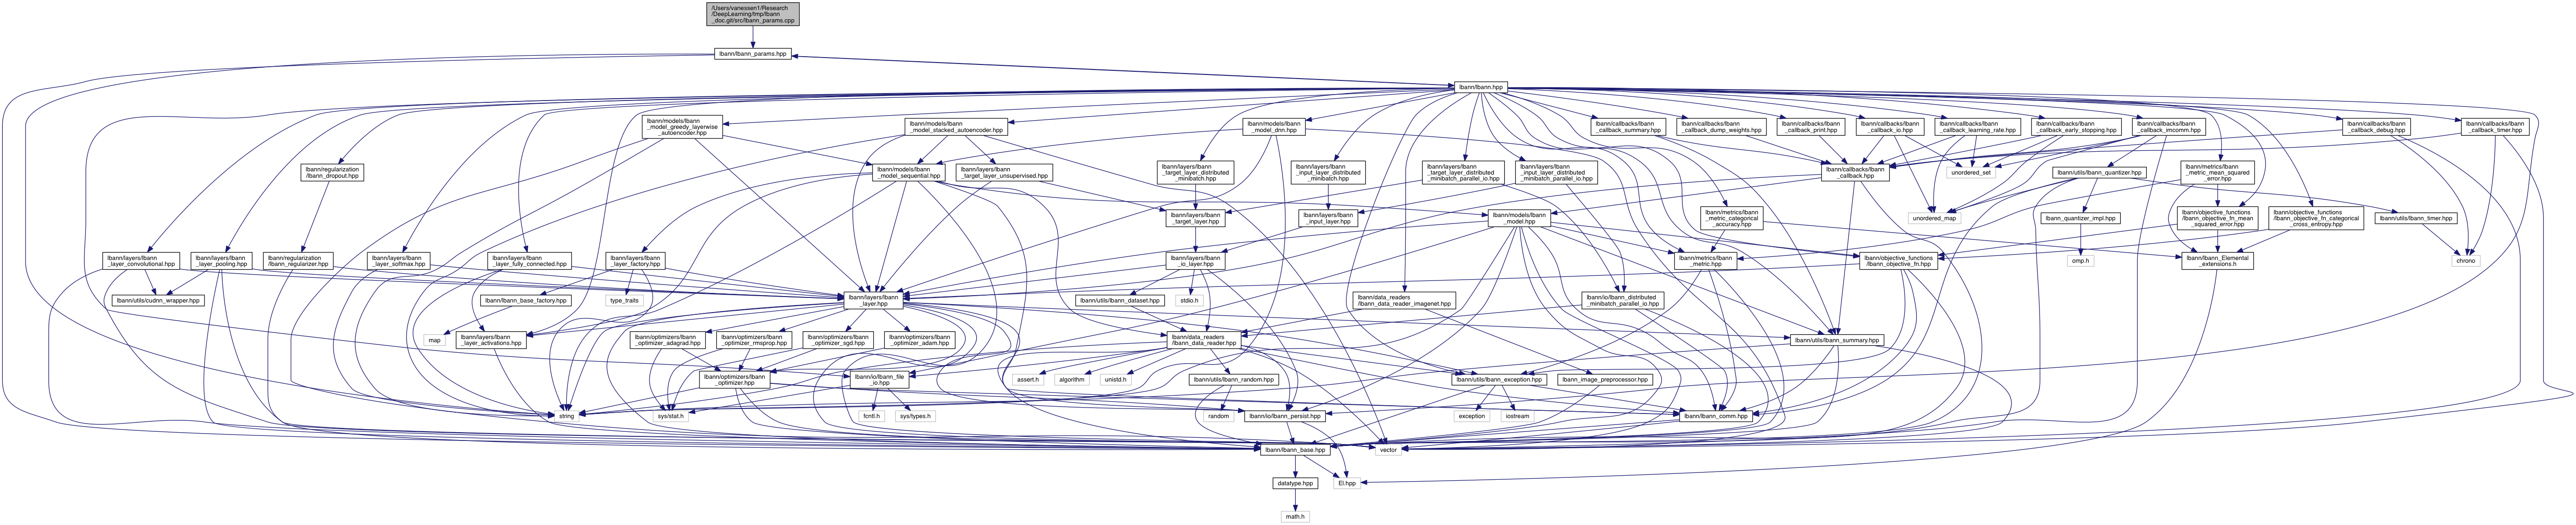 /Users/vanessen1/Research
/DeepLearning/tmp/lbann
_doc.git/src/lbann_params.cpp
lbann/lbann_params.hpp
lbann/lbann.hpp
lbann/models/lbann
_model_greedy_layerwise
_autoencoder.hpp
lbann/models/lbann
_model_stacked_autoencoder.hpp
lbann/models/lbann
_model_dnn.hpp
lbann/callbacks/lbann
_callback_summary.hpp
lbann/callbacks/lbann
_callback_dump_weights.hpp
lbann/callbacks/lbann
_callback_print.hpp
lbann/callbacks/lbann
_callback_io.hpp
lbann/callbacks/lbann
_callback_learning_rate.hpp
lbann/callbacks/lbann
_callback_early_stopping.hpp
lbann/callbacks/lbann
_callback_imcomm.hpp
lbann/callbacks/lbann
_callback_debug.hpp
lbann/callbacks/lbann
_callback_timer.hpp
lbann/regularization
/lbann_dropout.hpp
lbann/models/lbann
_model_sequential.hpp
lbann/layers/lbann
_target_layer_unsupervised.hpp
lbann/layers/lbann
_target_layer_distributed
_minibatch.hpp
lbann/layers/lbann
_input_layer_distributed
_minibatch.hpp
lbann/layers/lbann
_target_layer_distributed
_minibatch_parallel_io.hpp
lbann/layers/lbann
_input_layer_distributed
_minibatch_parallel_io.hpp
lbann/callbacks/lbann
_callback.hpp
unordered_set
lbann/utils/lbann_quantizer.hpp
lbann/metrics/lbann
_metric_mean_squared
_error.hpp
lbann/layers/lbann
_target_layer.hpp
lbann/layers/lbann
_input_layer.hpp
lbann/models/lbann
_model.hpp
lbann/metrics/lbann
_metric_categorical
_accuracy.hpp
unordered_map
lbann_quantizer_impl.hpp
lbann/objective_functions
/lbann_objective_fn_mean
_squared_error.hpp
lbann/objective_functions
/lbann_objective_fn_categorical
_cross_entropy.hpp
lbann/utils/lbann_timer.hpp
lbann/layers/lbann
_layer_convolutional.hpp
lbann/layers/lbann
_layer_pooling.hpp
lbann/regularization
/lbann_regularizer.hpp
lbann/layers/lbann
_layer_softmax.hpp
lbann/layers/lbann
_layer_fully_connected.hpp
lbann/layers/lbann
_layer_factory.hpp
lbann/layers/lbann
_io_layer.hpp
lbann/metrics/lbann
_metric.hpp
lbann/objective_functions
/lbann_objective_fn.hpp
omp.h
lbann/lbann_Elemental
_extensions.h
chrono
lbann/utils/cudnn_wrapper.hpp
lbann_base_factory.hpp
type_traits
lbann/layers/lbann
_layer.hpp
lbann/utils/lbann_dataset.hpp
stdio.h
lbann/data_readers
/lbann_data_reader_imagenet.hpp
lbann/io/lbann_distributed
_minibatch_parallel_io.hpp
map
lbann/layers/lbann
_layer_activations.hpp
lbann/optimizers/lbann
_optimizer_adagrad.hpp
lbann/optimizers/lbann
_optimizer_rmsprop.hpp
lbann/optimizers/lbann
_optimizer_sgd.hpp
lbann/optimizers/lbann
_optimizer_adam.hpp
lbann/data_readers
/lbann_data_reader.hpp
lbann/utils/lbann_summary.hpp
lbann/optimizers/lbann
_optimizer.hpp
lbann/io/lbann_file
_io.hpp
assert.h
algorithm
unistd.h
lbann/utils/lbann_random.hpp
lbann/utils/lbann_exception.hpp
lbann_image_preprocessor.hpp
string
sys/stat.h
fcntl.h
sys/types.h
random
lbann/io/lbann_persist.hpp
exception
iostream
lbann/lbann_comm.hpp
lbann/lbann_base.hpp
vector
datatype.hpp
El.hpp
math.h